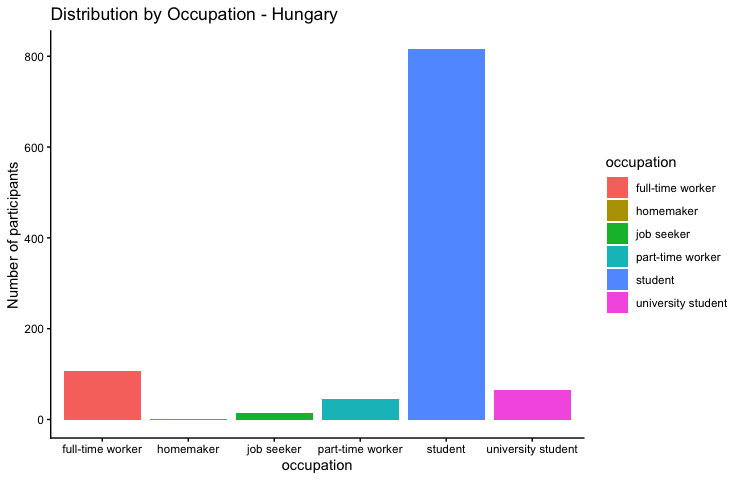 Distribution by Occupation - Hungary
Number of participants
800
600
400
200
0
full-time worker
homemaker
job seeker
part-time worker
student
university student
occupation
occupation
full-time worker
homemaker
job seeker
part-time worker
student
university student